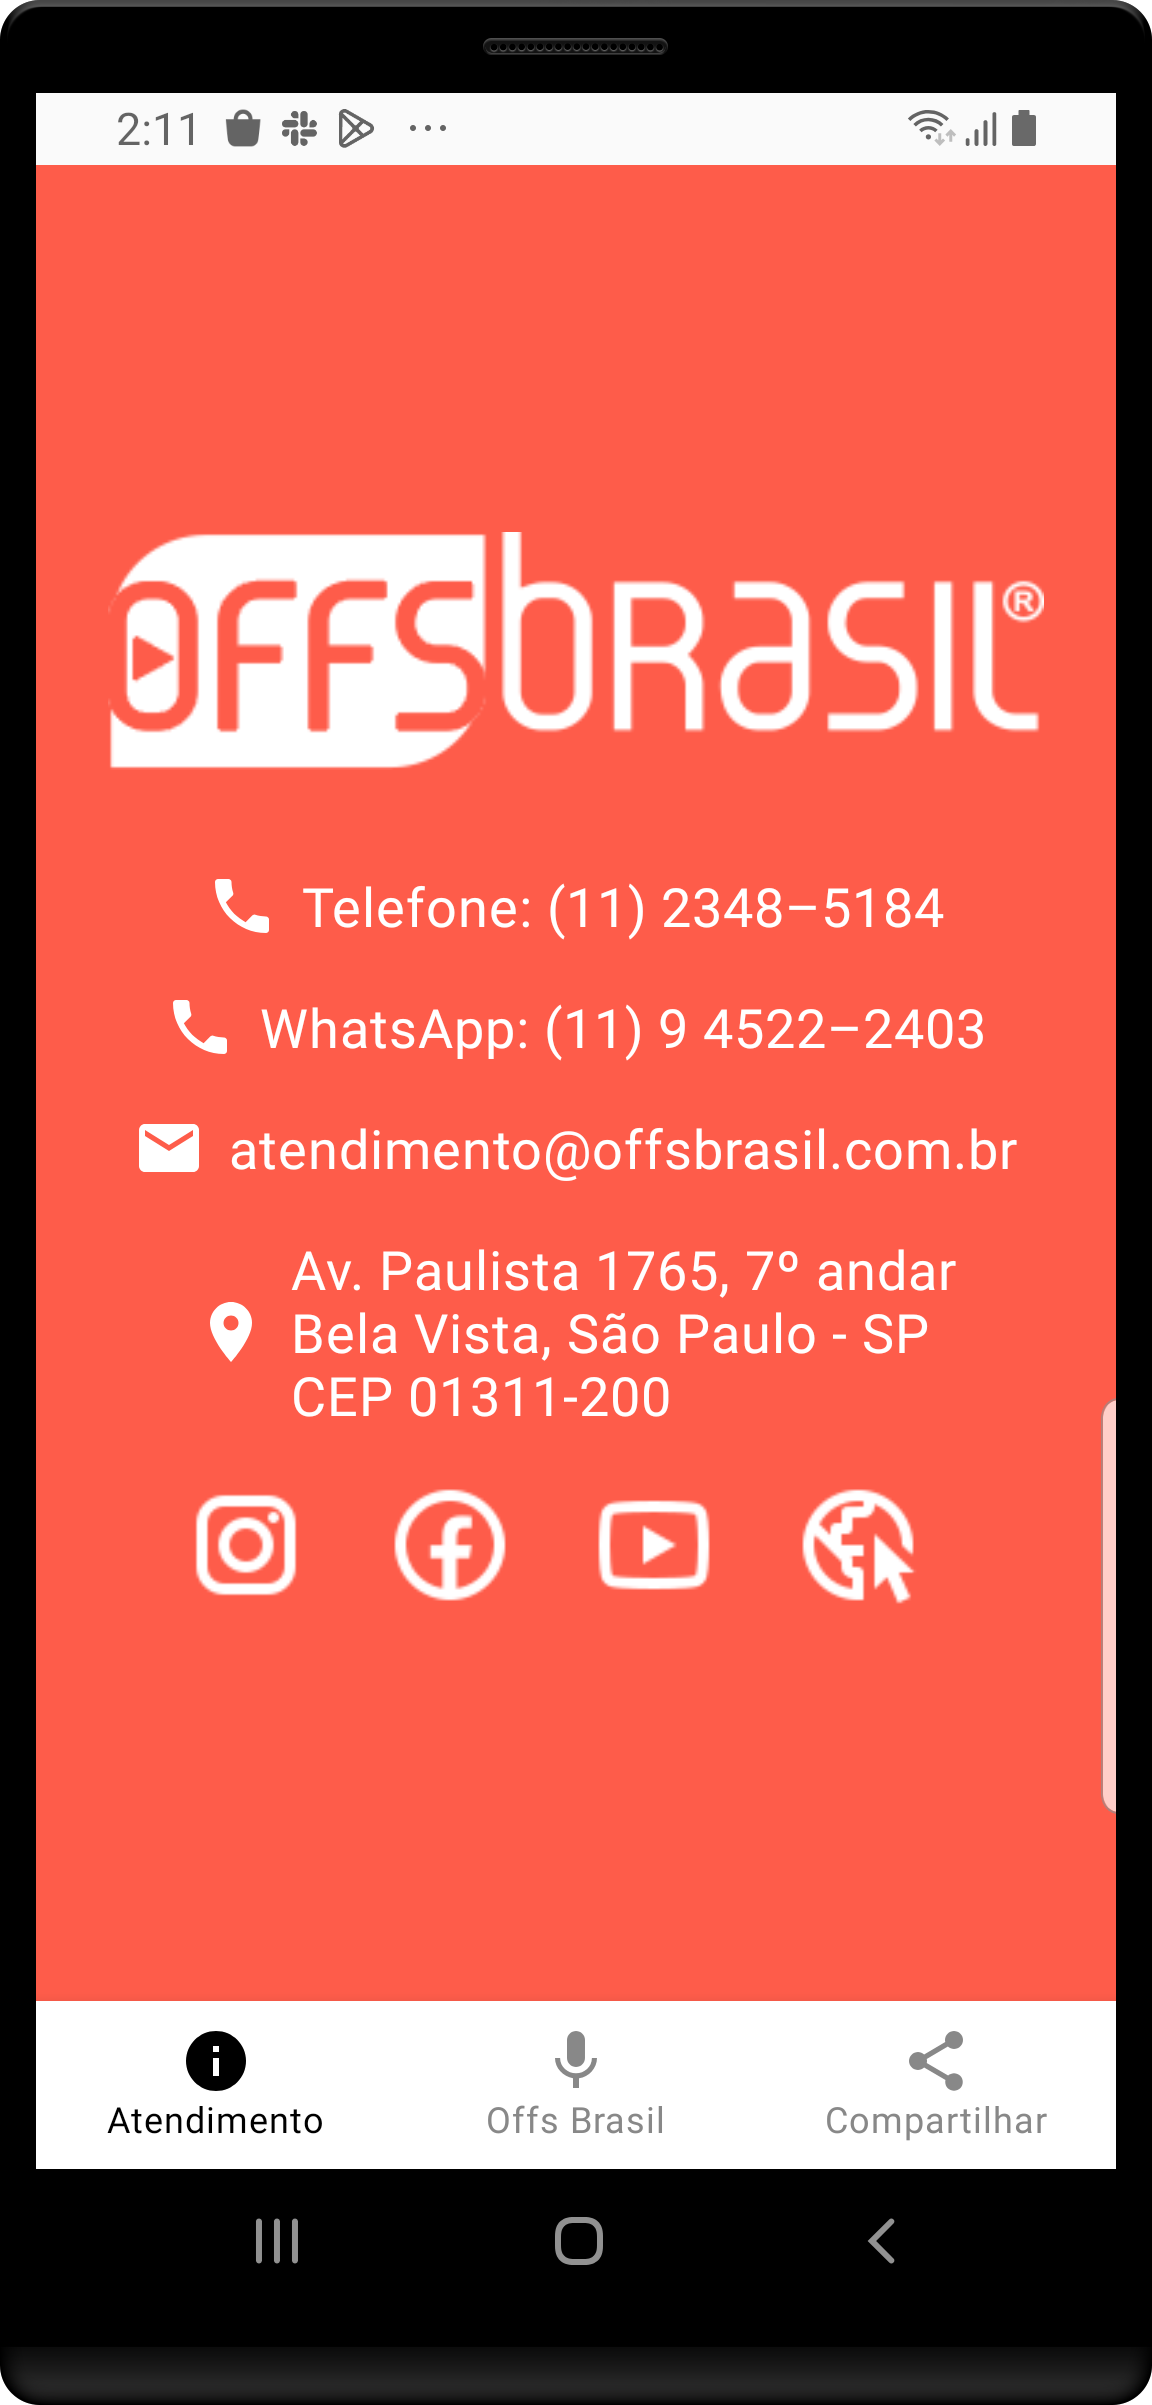 2:11
OFFSBRASIL®
Telefone: (11) 2348–5184
WhatsApp: (11) 9 4522–2403
atendimento@offsbrasil.com.br
Av. Paulista 1765, 7º andar
Bela Vista, São Paulo - SP
CEP 01311-200
Atendimento
Offs Brasil
Compartilhar